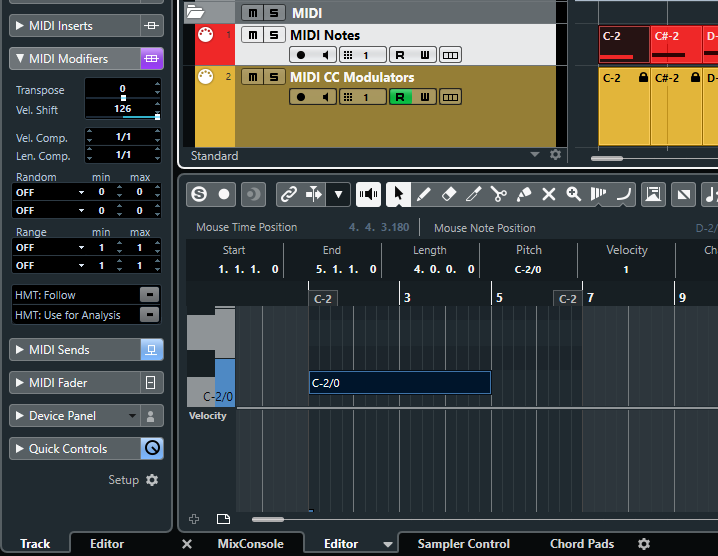 MIDI Inserts
MIDI Modifiers
Transpose 0
Vel. Shift 126
Vel. Comp. 1/1
Len. Comp. 1/1
Random min max
OFF 0 0
OFF 0 0
Range min max
OFF 1 1
OFF 1 1
HMT: Follow
HMT: Use for Analysis
MIDI Sends
MIDI Fader
Device Panel
Quick Controls
Setup
Track Editor
m S MIDI
1 m S MIDI Notes
1 R W
2 m S MIDI CC Modulators
1 R W
C-2 C#-2 D-
C-2 C#-2 D-2
Standard
Mouse Time Position 4. 4. 3.180 Mouse Note Position D-2/
Start End Length Pitch Velocity Ch
1. 1. 1. 0 5. 1. 1. 0 4. 0. 0. 0 C-2/0 1
C-2 3 5 C-2 7 9
C-2/0
C-2/0
Velocity
MixConsole Editor Sampler Control Chord Pads